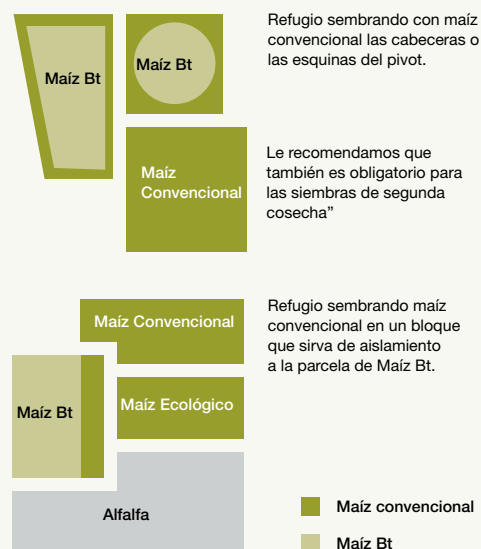 Refugio sembrando con maíz
convencional las cabeceras o
las esquinas del pivot.
Maíz Bt
Maíz Bt
Maíz
Convencional
Le recomendamos que
también es obligatorio para
las siembras de segunda
cosecha”
Refugio sembrando maíz
convencional en un bloque
que sirva de aislamiento
a la parcela de Maíz Bt.
Maíz Convencional
Maíz Bt
Maíz Ecológico
Alfalfa
Maíz convencional
Maíz Bt